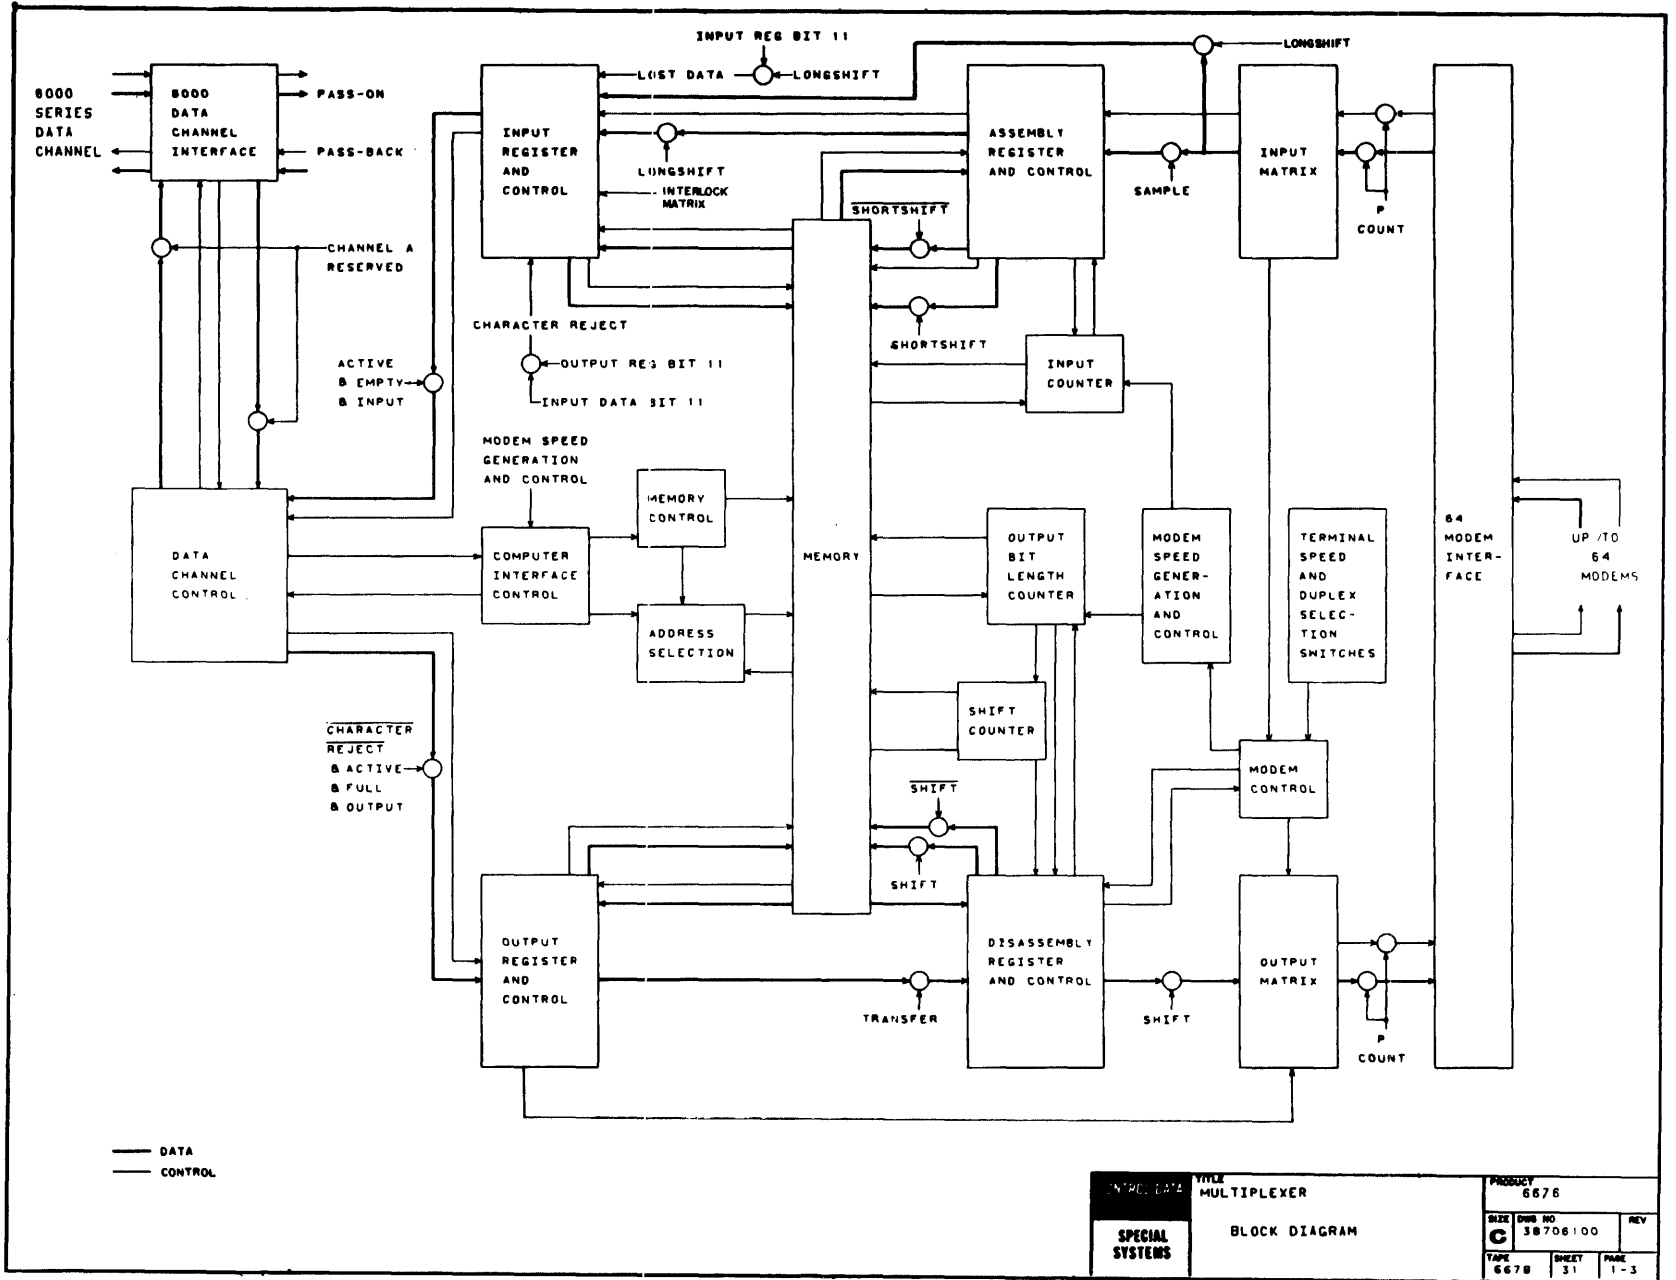 INPUT REG BIT 11
LOST DATA
LONGSHIFT
LONGSHIFT
6000
SERIES
DATA
CHANNEL
6000
DATA
CHANNEL
INTERFACE
PASS-ON
PASS-BACK
INPUT
REGISTER
AND
CONTROL
LONGSHIFT
INTERLOCK
MATRIX
ASSEMBLY
REGISTER
AND CONTROL
SAMPLE
INPUT
MATRIX
P
COUNT
CHANNEL A
RESERVED
SHORTSHIFT
SHORTSHIFT
CHARACTER REJECT
OUTPUT REG BIT 11
INPUT DATA BIT 11
ACTIVE
& EMPTY
& INPUT
INPUT
COUNTER
MODEM SPEED
GENERATION
AND CONTROL
MEMORY
CONTROL
DATA
CHANNEL
CONTROL
COMPUTER
INTERFACE
CONTROL
ADDRESS
SELECTION
MEMORY
OUTPUT
BIT
LENGTH
COUNTER
MODEM
SPEED
GENER-
ATION
AND
CONTROL
TERMINAL
SPEED
AND
DUPLEX
SELEC-
TION
SWITCHES
64
MODEM
INTER-
FACE
UP /TO
64
MODEMS
SHIFT
COUNTER
CHARACTER
REJECT
& ACTIVE
& FULL
& OUTPUT
MODEM
CONTROL
SHIFT
SHIFT
OUTPUT
REGISTER
AND
CONTROL
TRANSFER
DISASSEMBLY
REGISTER
AND CONTROL
SHIFT
OUTPUT
MATRIX
P
COUNT
DATA
CONTROL
CONTROL DATA
SPECIAL
SYSTEMS
TITLE
MULTIPLEXER
BLOCK DIAGRAM
PRODUCT
6676
SIZE
C
DWG NO.
38706100
REV
TAPE
6678
SHEET
31
PAGE
1-3